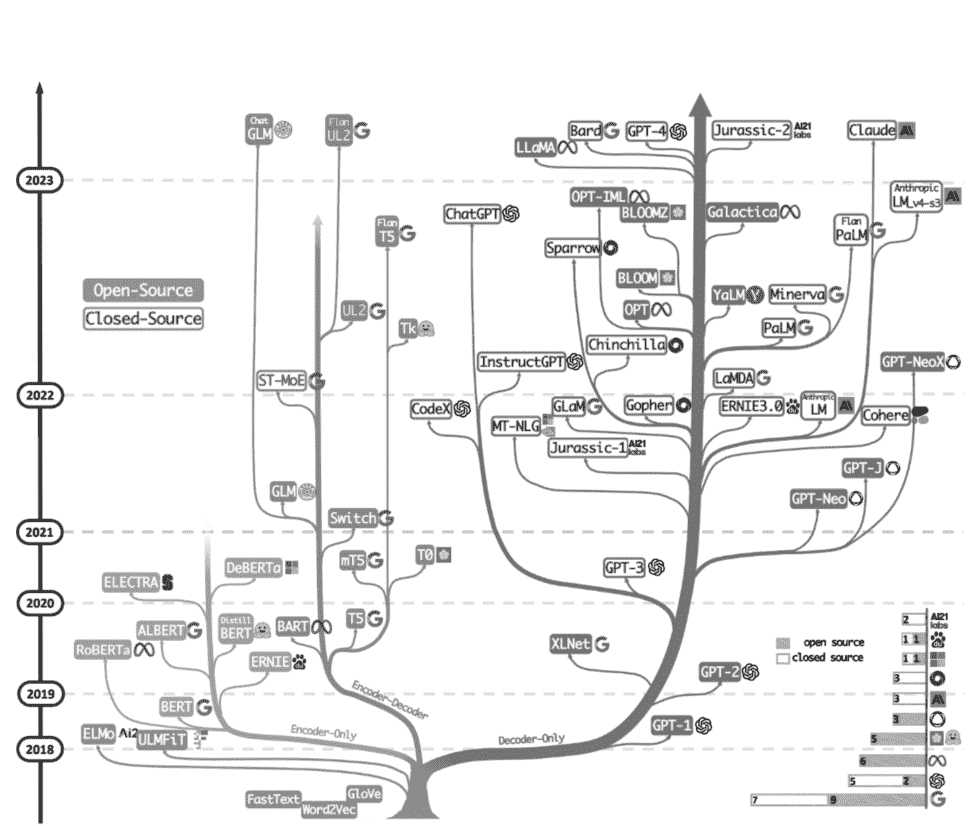 Chat
GLM
Flan
UL2
Bard
GPT-4
Jurassic-2
AI21
labs
Claude
LLaMA
2023
OPT-IML
BLOOMZ
Galactica
Anthropic
LM_v4-s3
ChatGPT
Flan
T5
Flan
PaLM
Sparrow
Open-Source
Closed-Source
BLOOM
YaLM
Minerva
UL2
OPT
Tk
PaLM
Chinchilla
InstructGPT
GPT-NeoX
ST-MoE
LaMDA
2022
CodeX
GLaM
Gopher
ERNIE3.0
Anthropic
LM
Cohere
MT-NLG
Jurassic-1
AI21
labs
GPT-J
GLM
GPT-Neo
Switch
2021
mT5
T0
DeBERTa
ELECTRA
GPT-3
2020
ALBERT
Distill
BERT
BART
T5
RoBERTa
XLNet
ERNIE
GPT-2
2019
BERT
Encoder-Decoder
ELMo
Ai2
ULMFiT
Encoder-Only
Decoder-Only
GPT-1
2018
FastText
Word2Vec
GloVe
open source
closed source
2
AI21
labs
1 1
1 1
3
3
3
5
6
5 2
7 9